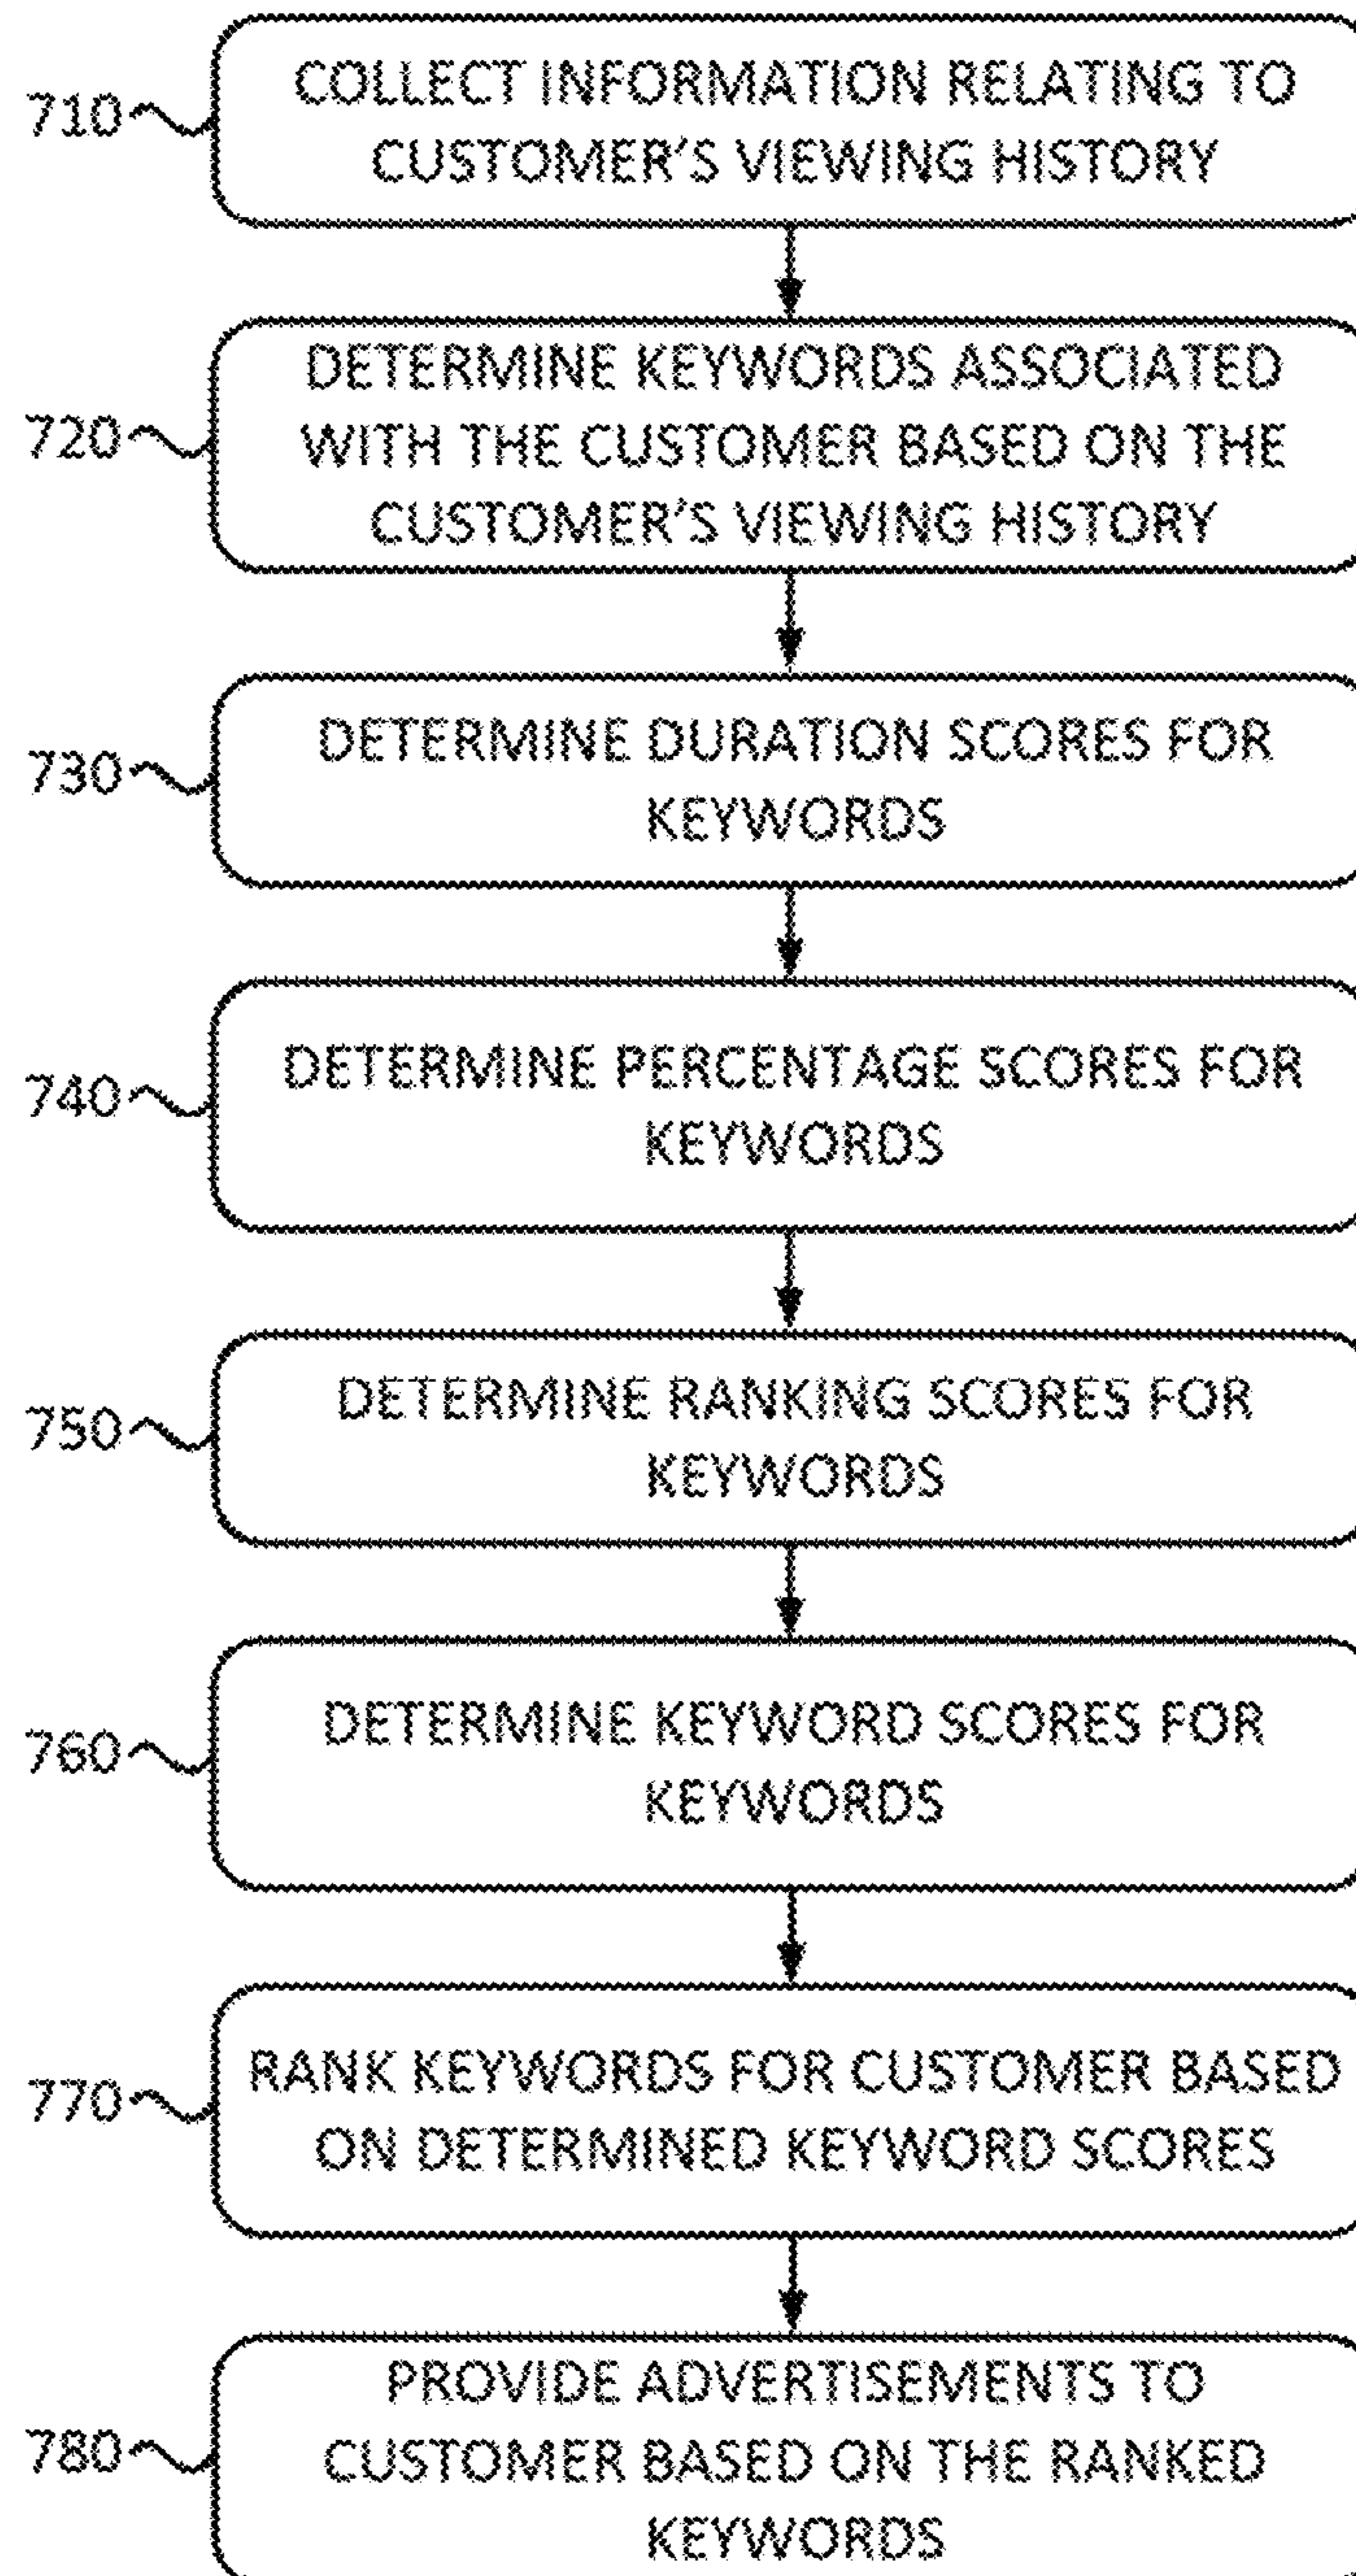 710
COLLECT INFORMATION RELATING TO
CUSTOMER'S VIEWING HISTORY
720
DETERMINE KEYWORDS ASSOCIATED
WITH THE CUSTOMER BASED ON THE
CUSTOMER'S VIEWING HISTORY
730
DETERMINE DURATION SCORES FOR
KEYWORDS
740
DETERMINE PERCENTAGE SCORES FOR
KEYWORDS
750
DETERMINE RANKING SCORES FOR
KEYWORDS
760
DETERMINE KEYWORD SCORES FOR
KEYWORDS
770
RANK KEYWORDS FOR CUSTOMER BASED
ON DETERMINED KEYWORD SCORES
780
PROVIDE ADVERTISEMENTS TO
CUSTOMER BASED ON THE RANKED
KEYWORDS